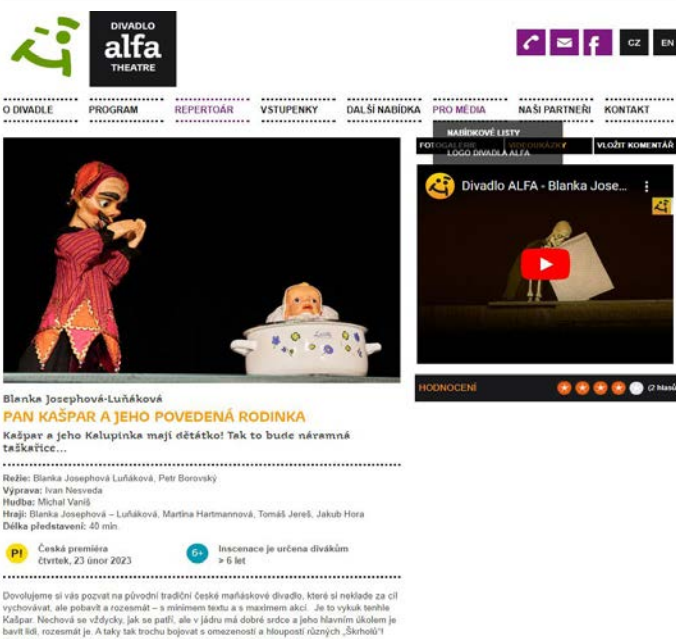 DIVADLO
alfa
THEATRE
CZ
EN
O DIVADLE
PROGRAM
REPERTOÁR
VSTUPENKY
DALŠÍ NABÍDKA
PRO MÉDIA
NAŠI PARTNEŘI
KONTAKT
NABÍDKOVÉ LISTY
LOGO DIVADLA ALFA
FOTOGALERIE
VIDEOUKÁZKY
VLOŽIT KOMENTÁŘ
Divadlo ALFA - Blanka Jose...
HODNOCENÍ
(2 hlasů
Blanka Josephová-Luňáková
PAN KAŠPAR A JEHO POVEDENÁ RODINKA
Kašpar a jeho Kalupinka mají dětátko! Tak to bude náramná
taškařice...
Režie: Blanka Josephová Luňáková, Petr Borovský
Výprava: Ivan Nesveda
Hudba: Michal Vaniš
Hrají: Blanka Josephová – Luňáková, Martina Hartmannová, Tomáš Jereš, Jakub Hora
Délka představení: 40 min.
P!
Česká premiéra
čtvrtek, 23 únor 2023
6+
Inscenace je určena divákům
> 6 let
Dovolujeme si vás pozvat na původní tradiční české maňáskové divadlo, které si neklade za cíl
vychovávat, ale pobavit a rozesmát – s minimem textu a s maximem akcí. Je to vykuk tenhle
Kašpar. Nechová se vždycky, jak se patří, ale v jádru má dobré srdce a jeho hlavním úkolem je
bavit lidi, rozesmát je. A taky tak trochu bojovat s omezeností a hloupostí různých „Škrholů“!